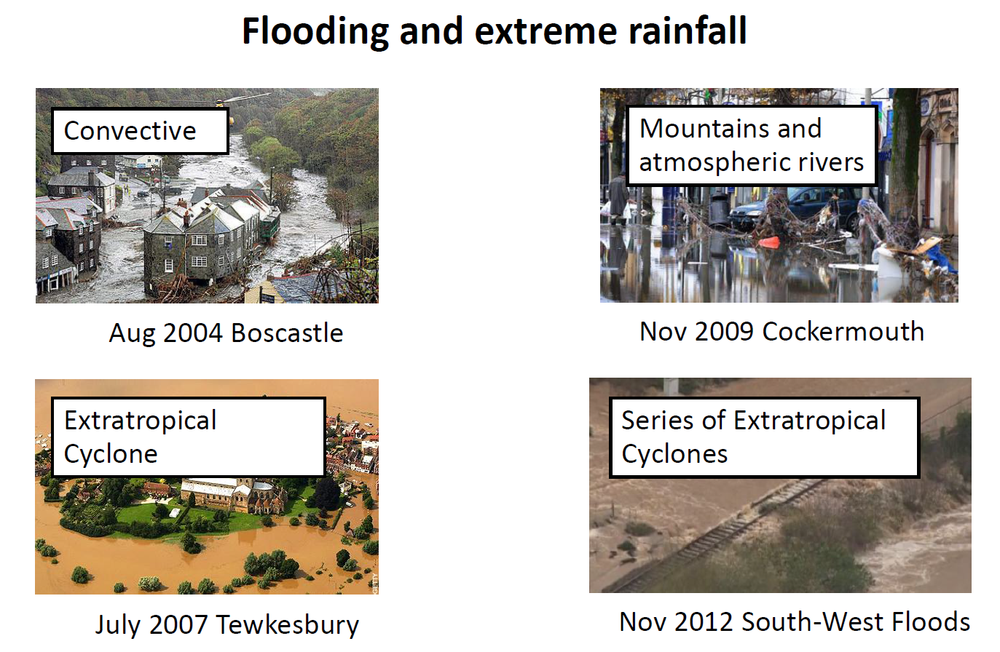 Flooding and extreme rainfall
Convective
Mountains and
atmospheric rivers
Aug 2004 Boscastle
Nov 2009 Cockermouth
Extratropical
Cyclone
Series of Extratropical
Cyclones
GETTY
July 2007 Tewkesbury
Nov 2012 South-West Floods